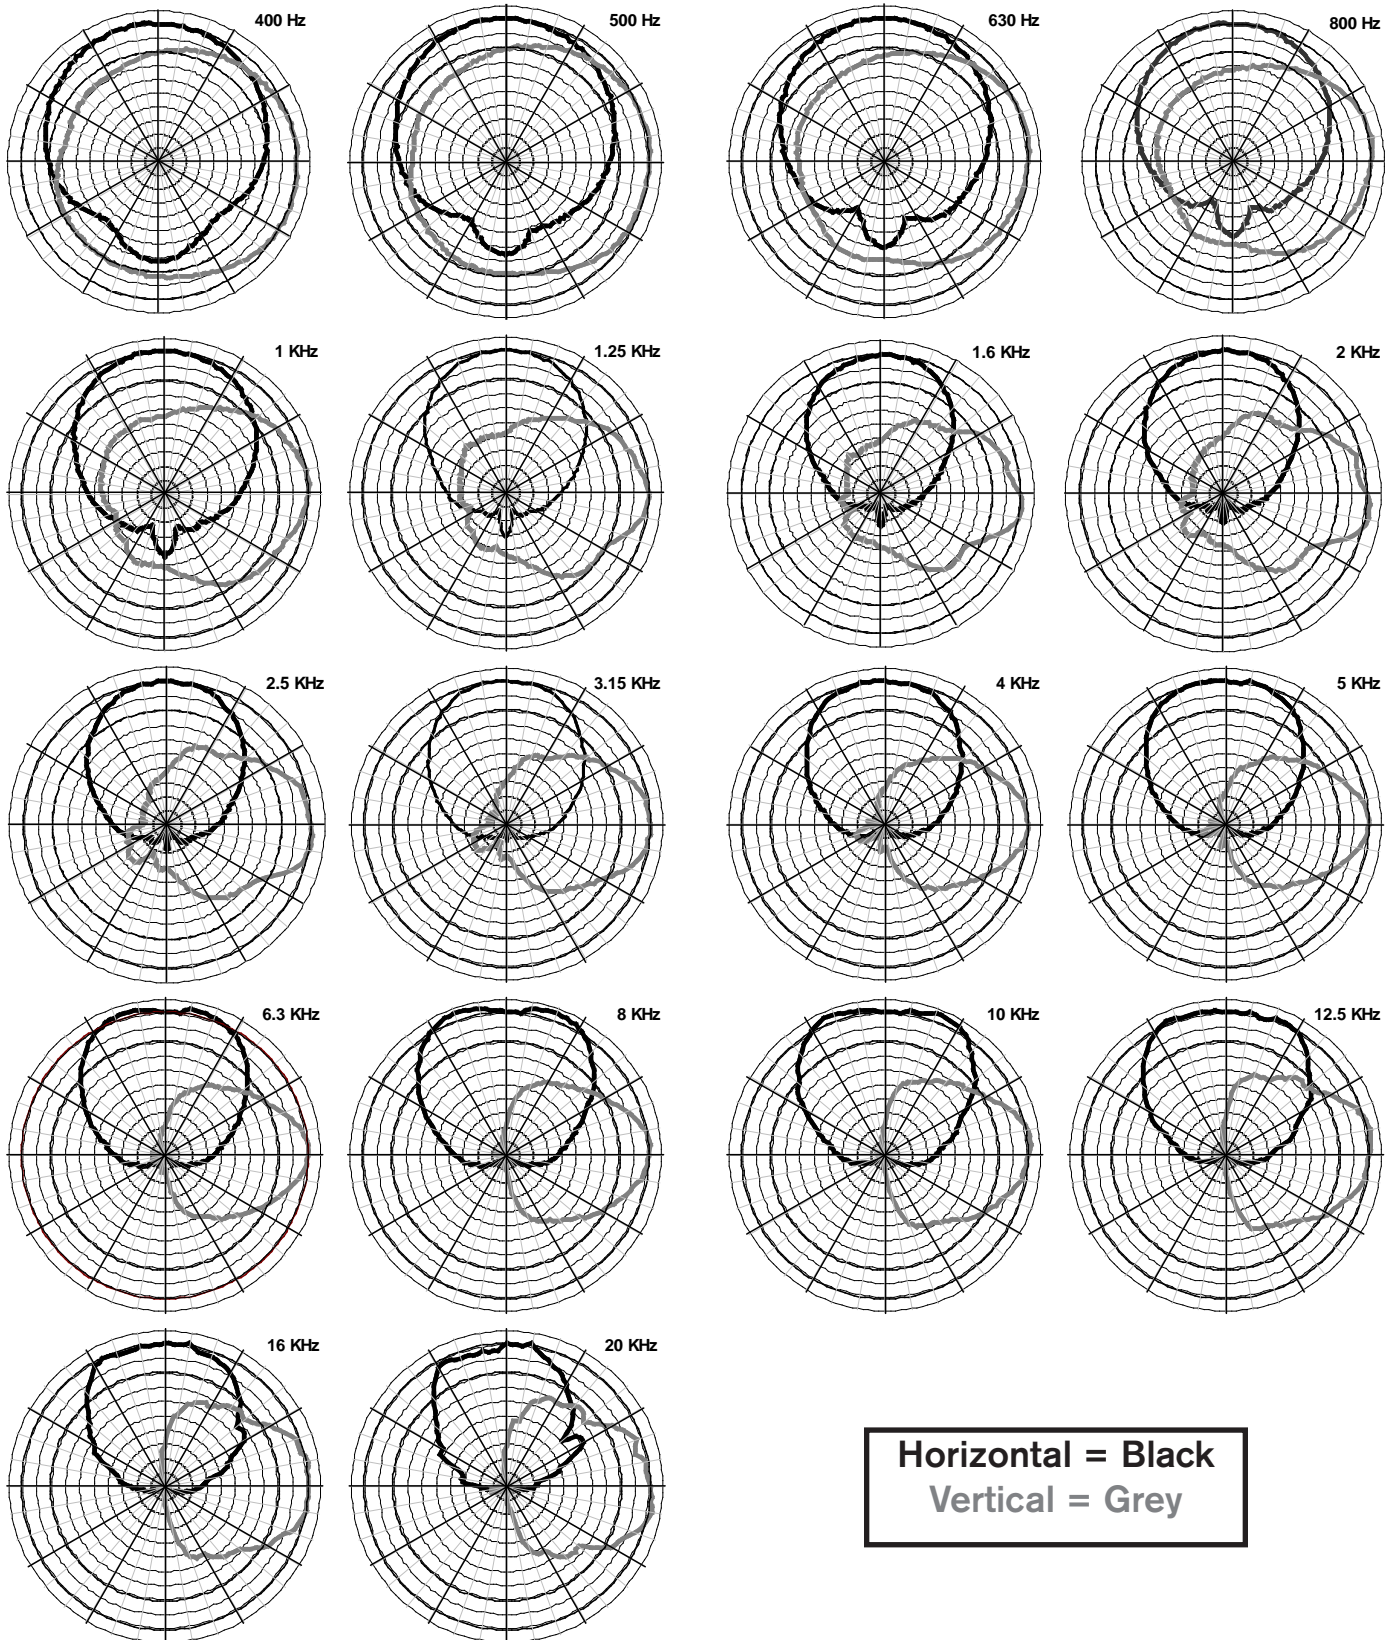 400 Hz
500 Hz
630 Hz
800 Hz
1 KHz
1.25 KHz
1.6 KHz
2 KHz
2.5 KHz
3.15 KHz
4 KHz
5 KHz
6.3 KHz
8 KHz
10 KHz
12.5 KHz
16 KHz
20 KHz
Horizontal = Black
Vertical = Grey